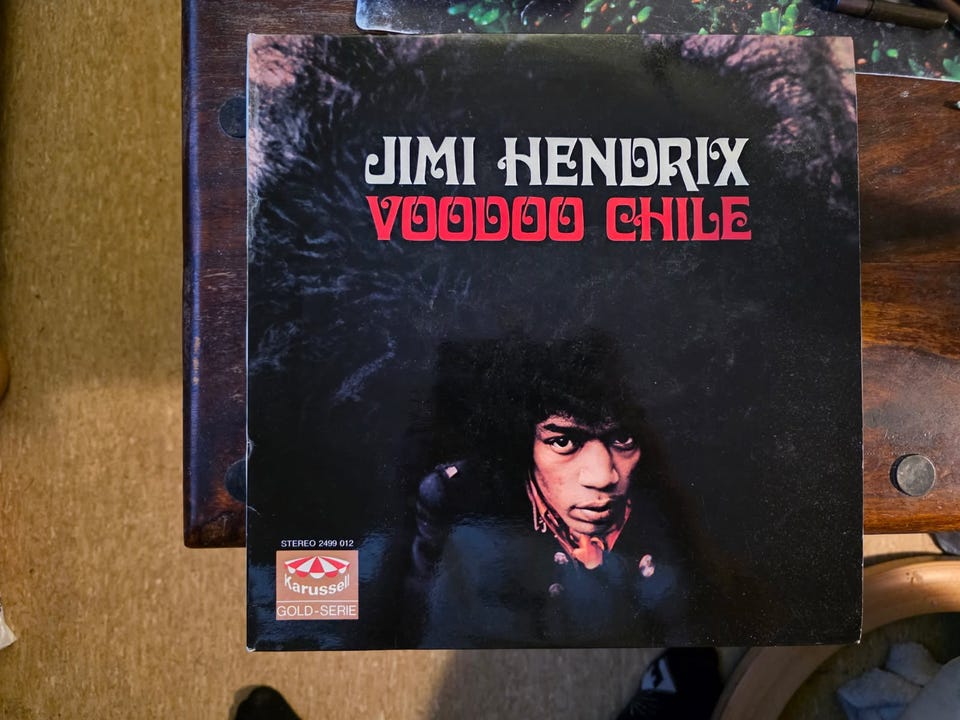 JIMI HENDRIX
VOODOO CHILE
STEREO 2499 012
Karussell
GOLD-SERIE